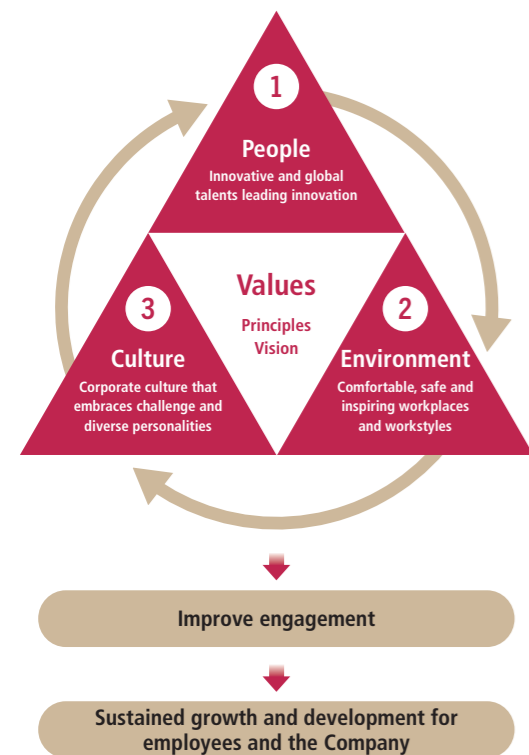 1
People
Innovative and global
talents leading innovation
Values
Principles
Vision
2
Environment
Comfortable, safe and
inspiring workplaces
and workstyles
3
Culture
Corporate culture that
embraces challenge and
diverse personalities
Improve engagement
Sustained growth and development for
employees and the Company